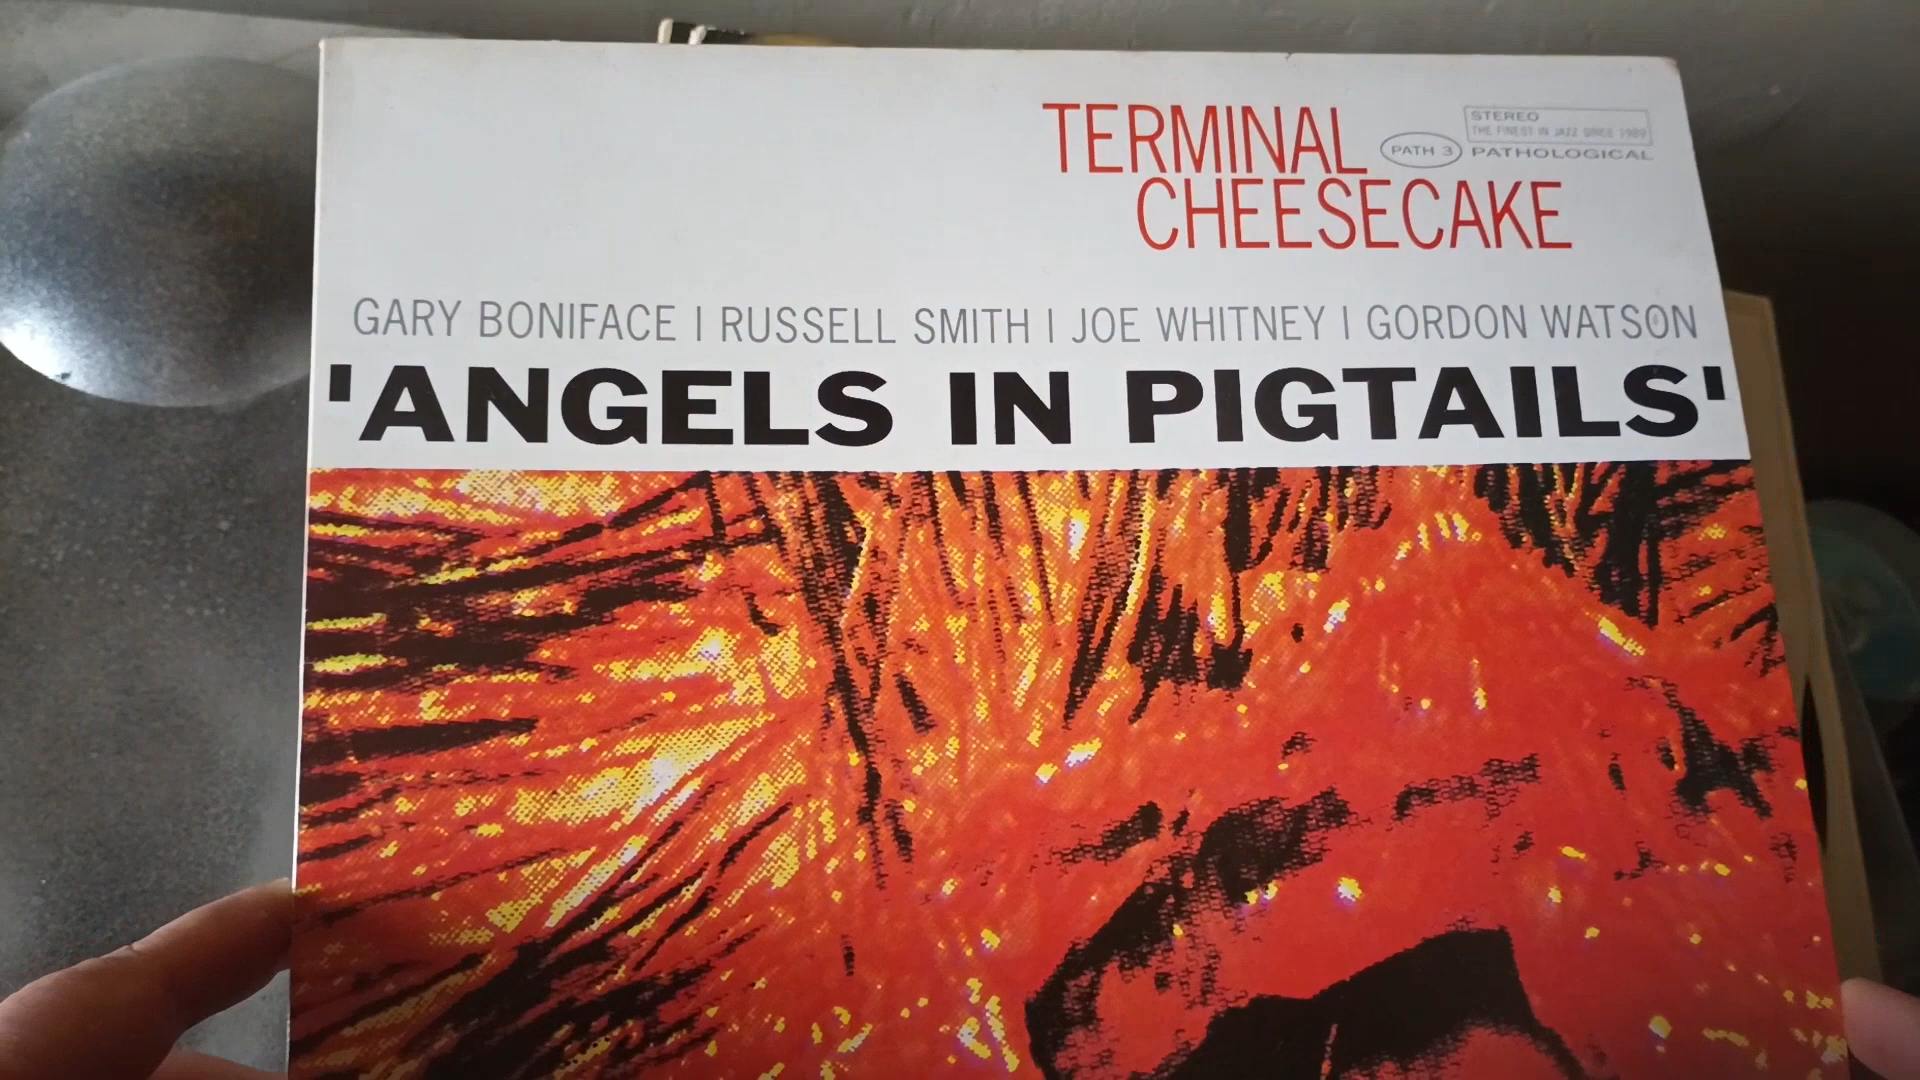 TERMINAL
CHEESECAKE
STEREO
THE FINEST IN JAZZ SINCE 1989
PATH 3
PATHOLOGICAL
GARY BONIFACE | RUSSELL SMITH | JOE WHITNEY | GORDON WATSON
'ANGELS IN PIGTAILS'